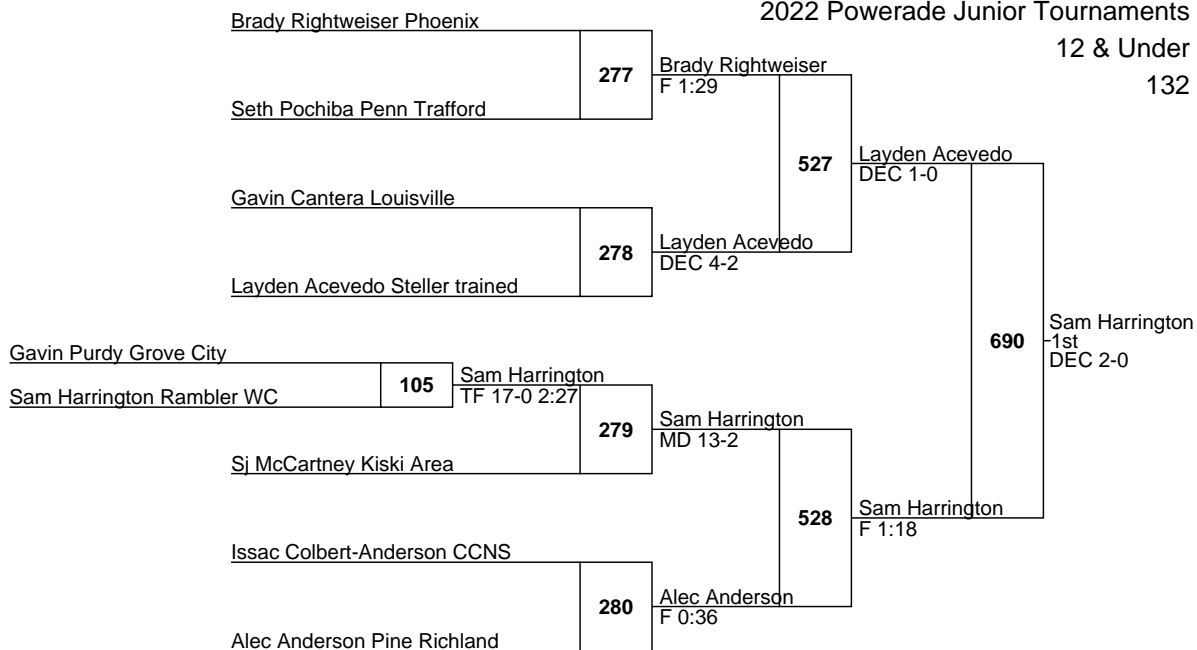 2022 Powerade Junior Tournaments
12 & Under
132
Brady Rightweiser Phoenix
277
Brady Rightweiser
F 1:29
Seth Pochiba Penn Trafford
527
Layden Acevedo
DEC 1-0
Gavin Cantera Louisville
278
Layden Acevedo
DEC 4-2
Layden Acevedo Steller trained
690
Sam Harrington
1st
DEC 2-0
Gavin Purdy Grove City
105
Sam Harrington
TF 17-0 2:27
Sam Harrington Rambler WC
279
Sam Harrington
MD 13-2
Sj McCartney Kiski Area
528
Sam Harrington
F 1:18
Issac Colbert-Anderson CCNS
280
Alec Anderson
F 0:36
Alec Anderson Pine Richland